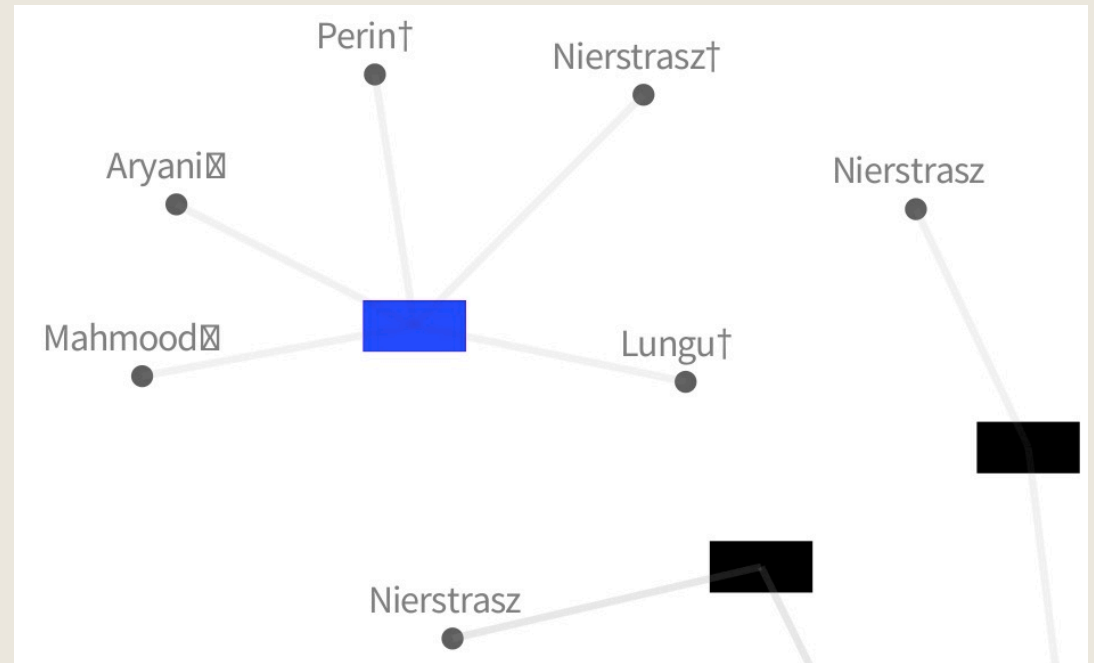 Perin†
Nierstrasz†
Aryani
Nierstrasz
Mahmood
Lungu†
Nierstrasz